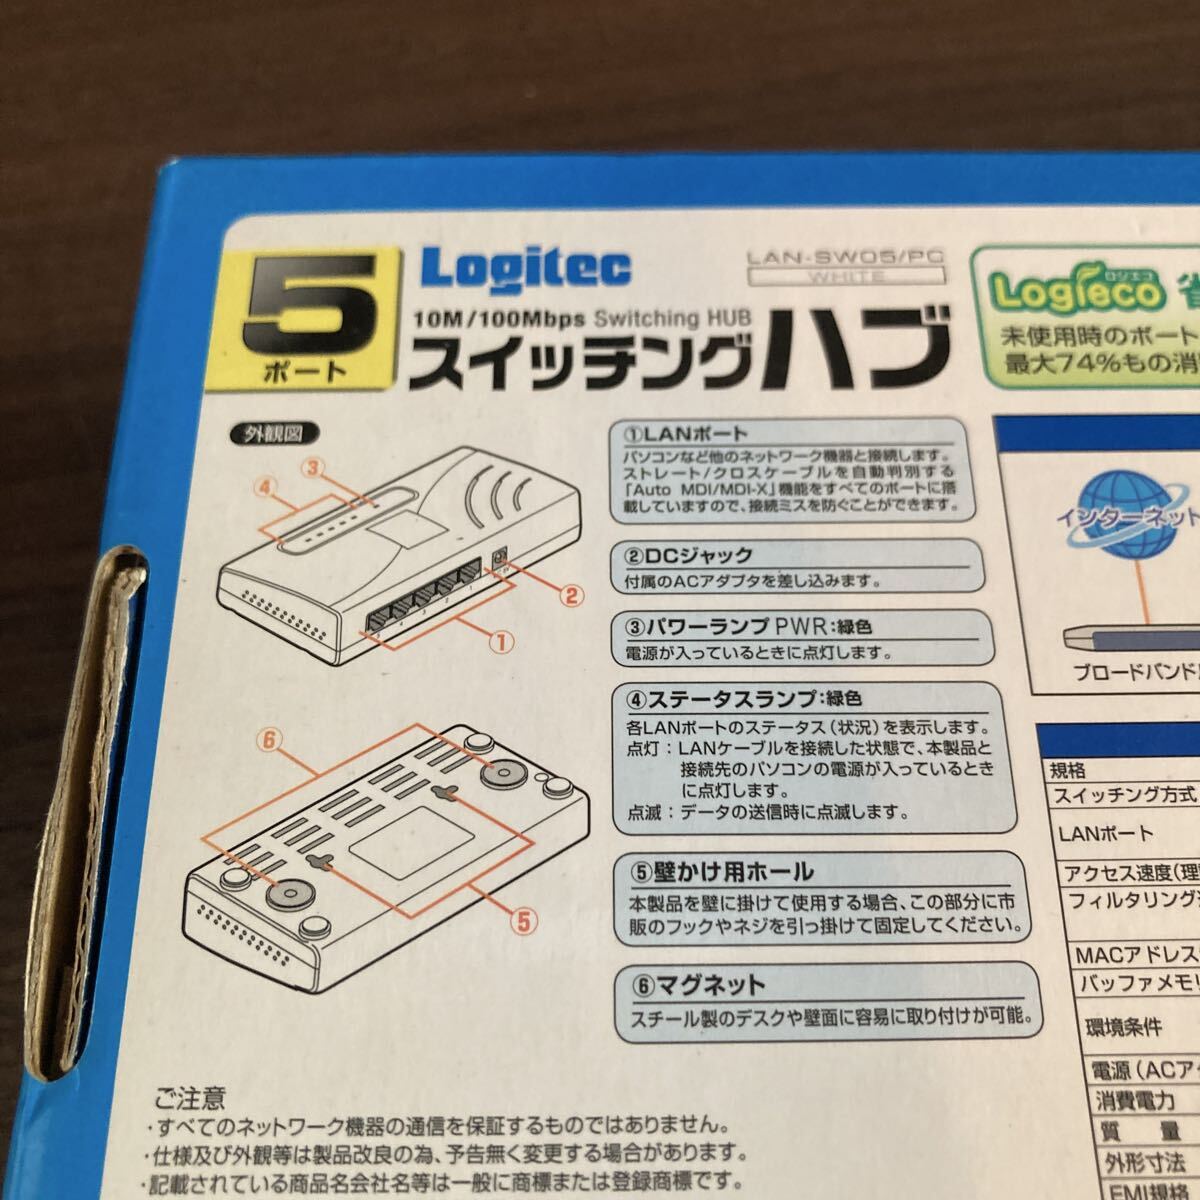 5
ポート
Logitec
LAN-SW05/PC
WHITE
10M/100Mbps Switching HUB
スイッチングハブ
Logieco
ロジエコ
省
未使用時のポート
最大74%もの消
外観図
③
④
②
①
⑥
⑤
①LANポート
パソコンなど他のネットワーク機器と接続します。
ストレート/クロスケーブルを自動判別する
「Auto MDI/MDI-X」機能をすべてのポートに搭
載していますので、接続ミスを防ぐことができます。
②DCジャック
付属のACアダプタを差し込みます。
③パワーランプ PWR:緑色
電源が入っているときに点灯します。
④ステータスランプ:緑色
各LANポートのステータス(状況)を表示します。
点灯:LANケーブルを接続した状態で、本製品と
接続先のパソコンの電源が入っているとき
に点灯します。
点滅:データの送信時に点滅します。
⑤壁かけ用ホール
本製品を壁に掛けて使用する場合、この部分に市
販のフックやネジを引っ掛けて固定してください。
⑥マグネット
スチール製のデスクや壁面に容易に取り付けが可能。
インターネット
ブロードバンド
規格
スイッチング方式
LANポート
アクセス速度(理
フィルタリング
MACアドレス
バッファメモリ
環境条件
電源(ACア
消費電力
質 量
外形寸法
EMI規格
ご注意
・すべてのネットワーク機器の通信を保証するものではありません。
・仕様及び外観等は製品改良の為、予告無く変更する場合があります。
・記載されている商品名会社名等は一般に商標または登録商標です。